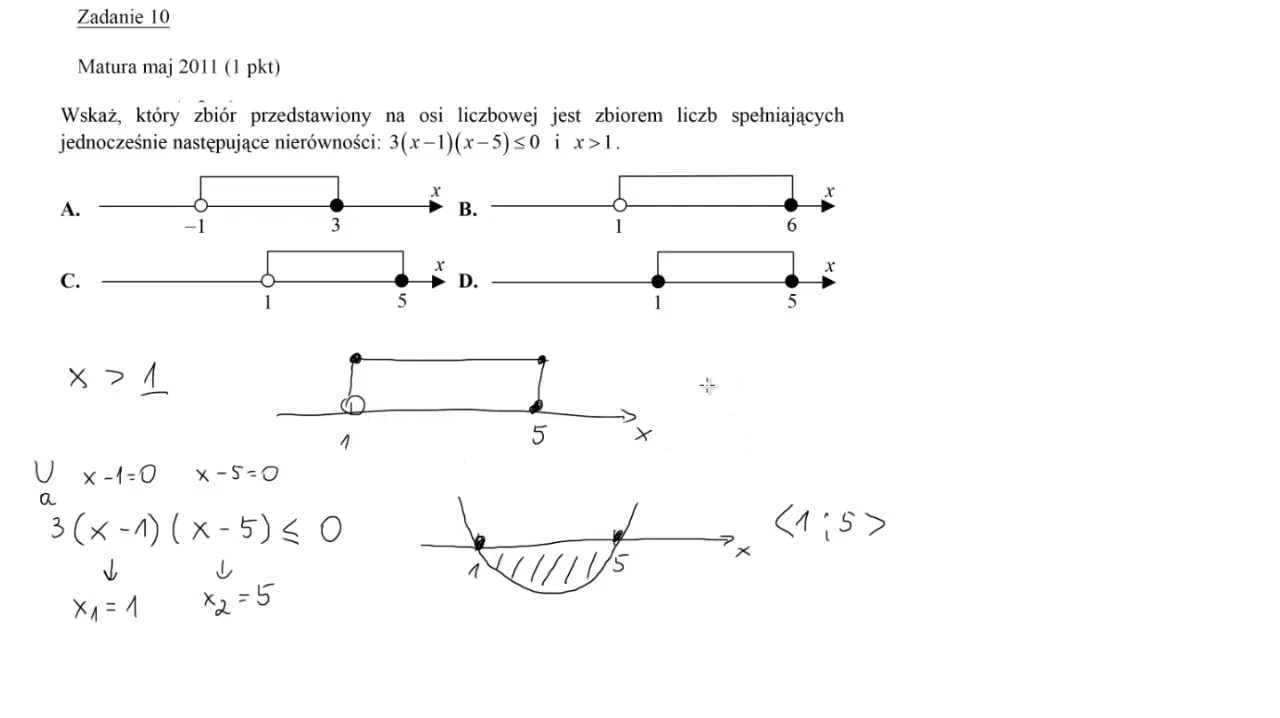 Zadanie 10
Matura maj 2011 (1 pkt)
Wskaż, który zbiór przedstawiony na osi liczbowej jest zbiorem liczb spełniających
jednocześnie następujące nierówności: 3(x−1)(x−5)≤0 i x>1.
A. −1 3 x
B. 1 6 x
C. 1 5 x
D. 1 5 x
x > 1
1 5 x
U x-1=0 x-5=0
a
3(x-1)(x-5)≤0
1 5 x
<1;5>
↓ ↓
x₁=1 x₂=5